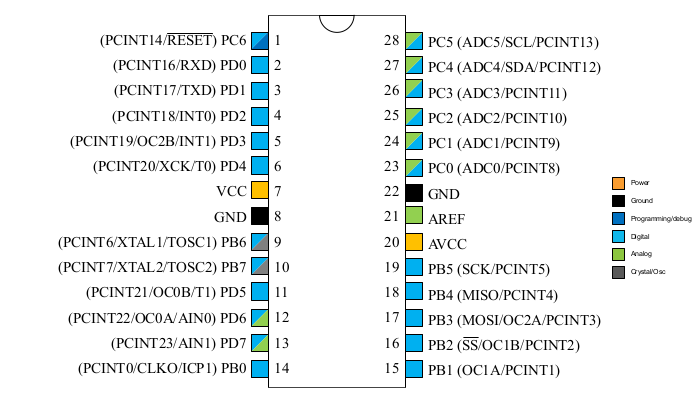 (PCINT14/RESET) PC6 1
28 PC5 (ADC5/SCL/PCINT13)
(PCINT16/RXD) PD0 2
27 PC4 (ADC4/SDA/PCINT12)
(PCINT17/TXD) PD1 3
26 PC3 (ADC3/PCINT11)
(PCINT18/INT0) PD2 4
25 PC2 (ADC2/PCINT10)
(PCINT19/OC2B/INT1) PD3 5
24 PC1 (ADC1/PCINT9)
(PCINT20/XCK/T0) PD4 6
23 PC0 (ADC0/PCINT8)
VCC 7
22 GND
GND 8
21 AREF
(PCINT6/XTAL1/TOSC1) PB6 9
20 AVCC
(PCINT7/XTAL2/TOSC2) PB7 10
19 PB5 (SCK/PCINT5)
(PCINT21/OC0B/T1) PD5 11
18 PB4 (MISO/PCINT4)
(PCINT22/OC0A/AIN0) PD6 12
17 PB3 (MOSI/OC2A/PCINT3)
(PCINT23/AIN1) PD7 13
16 PB2 (SS/OC1B/PCINT2)
(PCINT0/CLKO/ICP1) PB0 14
15 PB1 (OC1A/PCINT1)
Power
Ground
Programming/debug
Digital
Analog
Crystal/Osc